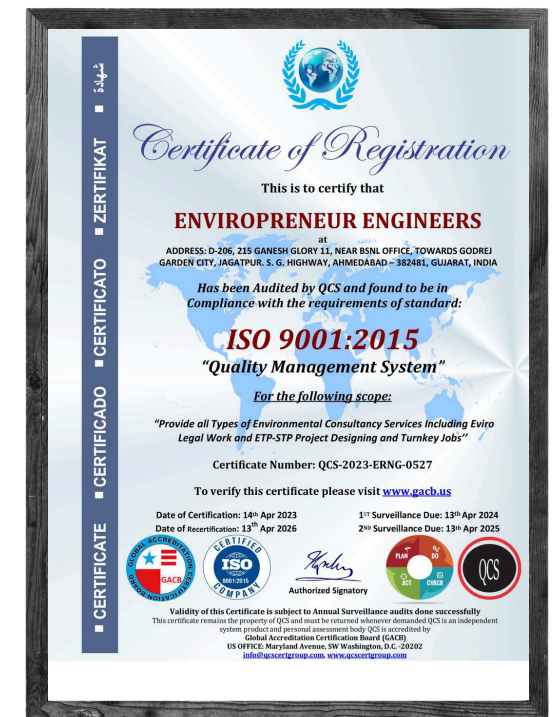 QCS
Certificate of Registration
This is to certify that
ENVIROPRENEUR ENGINEERS
at
ADDRESS: D-206, 215 GANESH GLORY 11, NEAR BSNL OFFICE, TOWARDS GODREJ
GARDEN CITY, JAGATPUR. S. G. HIGHWAY, AHMEDABAD – 382481, GUJARAT, INDIA
Has been Audited by QCS and found to be in
Compliance with the requirements of standard:
ISO 9001:2015
“Quality Management System”
For the following scope:
“Provide all Types of Environmental Consultancy Services Including Eviro
Legal Work and ETP-STP Project Designing and Turnkey Jobs”
Certificate Number: QCS-2023-ERNG-0527
To verify this certificate please visit www.gacb.us
Date of Certification: 14th Apr 2023
Date of Recertification: 13th Apr 2026
1ST Surveillance Due: 13th Apr 2024
2ND Surveillance Due: 13th Apr 2025
GLOBAL ACCREDITATION CERTIFICATION BOARD
GACB
CERTIFIED
ISO
9001:2015
COMPANY
Authorized Signatory
PLAN
DO
ACT
CHECK
QCS
Validity of this Certificate is subject to Annual Surveillance audits done successfully
This certificate remains the property of QCS and must be returned whenever demanded QCS is an independent
system product and personal assessment body QCS is accredited by
Global Accreditation Certification Board (GACB)
US OFFICE: Maryland Avenue, SW Washington, D.C. -20202
info@qcscertgroup.com, www.qcscertgroup.com
■ CERTIFICATE ■ CERTIFICADO ■ CERTIFICATO ■ ZERTIFIKAT ■ شهادة